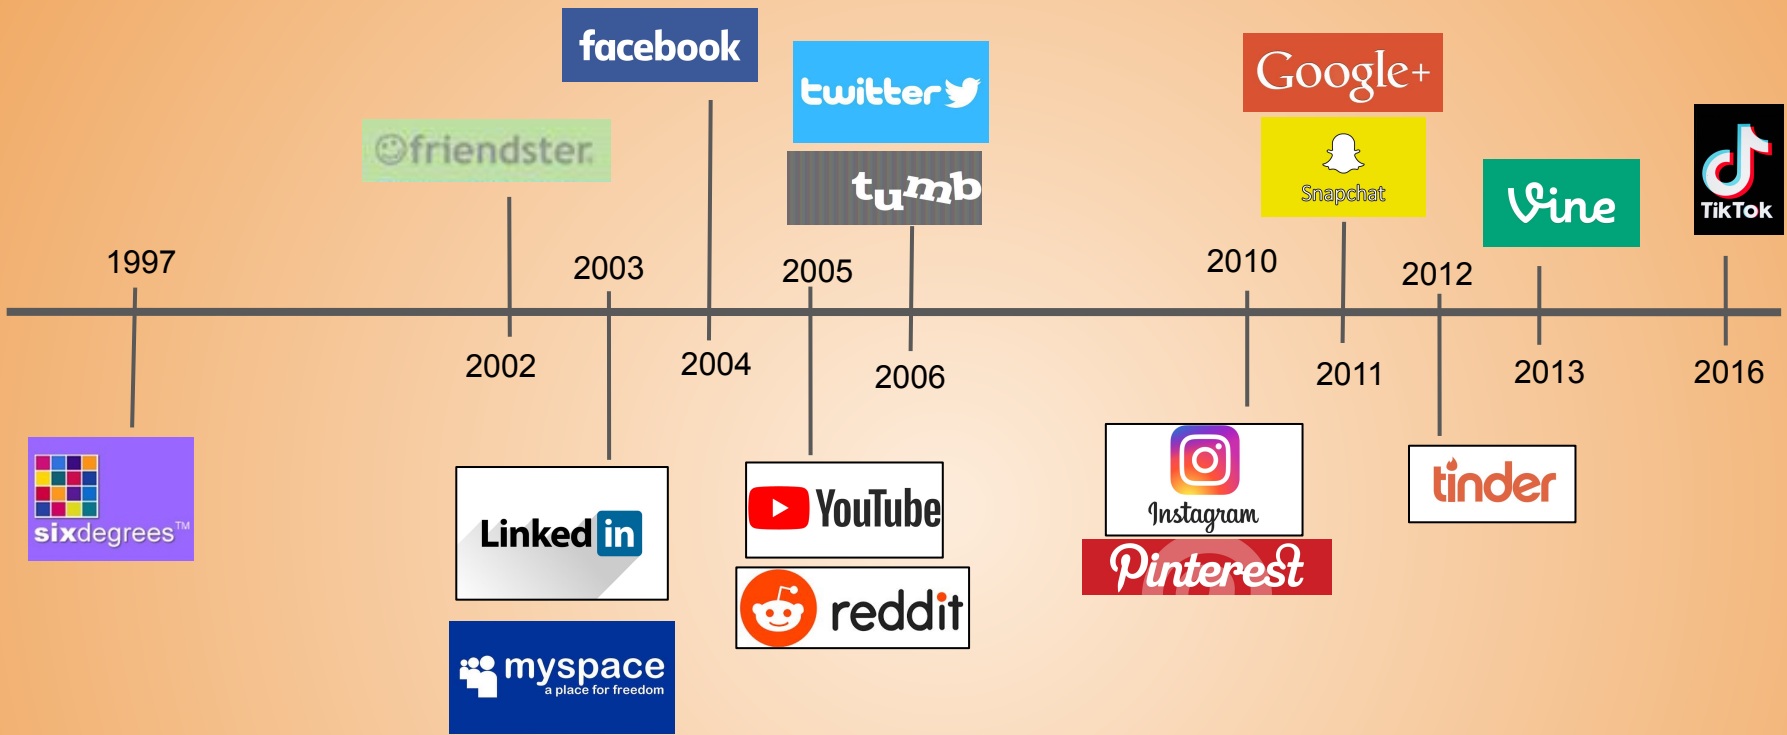 facebook
twitter
Google+
friendster.
tumb
Snapchat
Vine
TikTok
1997
2003
2005
2010
2012
2002
2004
2006
2011
2013
2016
sixdegrees™
Linked in
YouTube
Instagram
tinder
Pinterest
reddit
myspace
a place for freedom